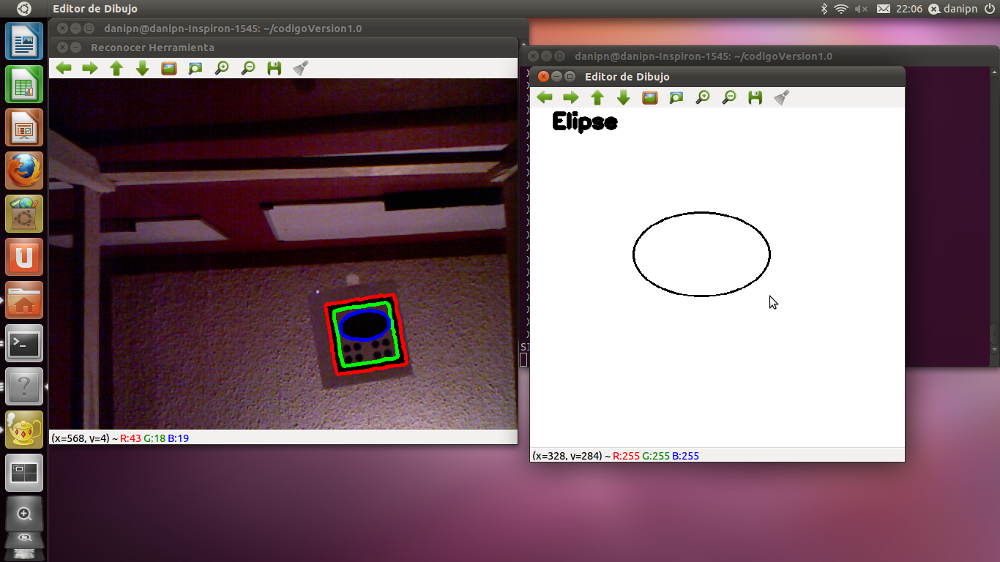 Editor de Dibujo
22:06
danipn
danipn@danipn-Inspiron-1545: ~/codigoVersion1.0
Reconocer Herramienta
(x=568, y=4) ~ R:43 G:18 B:19
danipn@danipn-Inspiron-1545: ~/codigoVersion1.0
Editor de Dibujo
Elipse
(x=328, y=284) ~ R:255 G:255 B:255